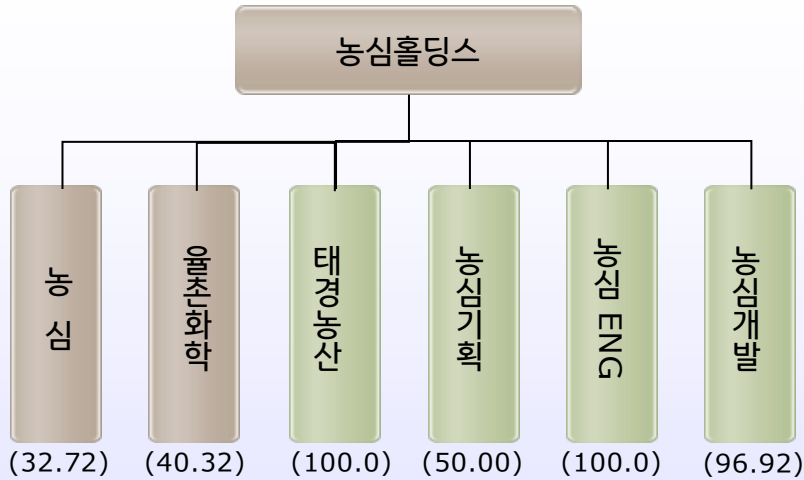 농심홀딩스
농 심
율촌화학
태경농산
농심기획
농심 ENG
농심개발
(32.72)
(40.32)
(100.0)
(50.00)
(100.0)
(96.92)